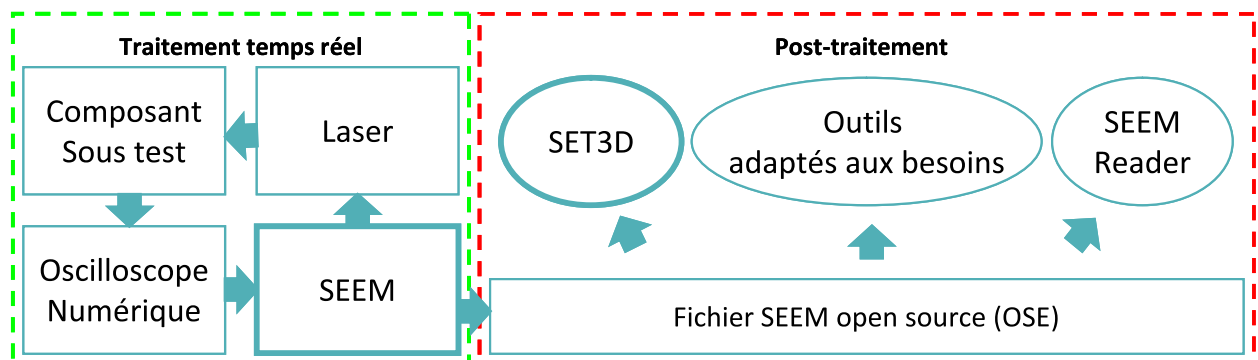 Traitement temps réel
Composant
Sous test
Laser
Oscilloscope
Numérique
SEEM
Post-traitement
SET3D
Outils
adaptés aux besoins
SEEM
Reader
Fichier SEEM open source (OSE)